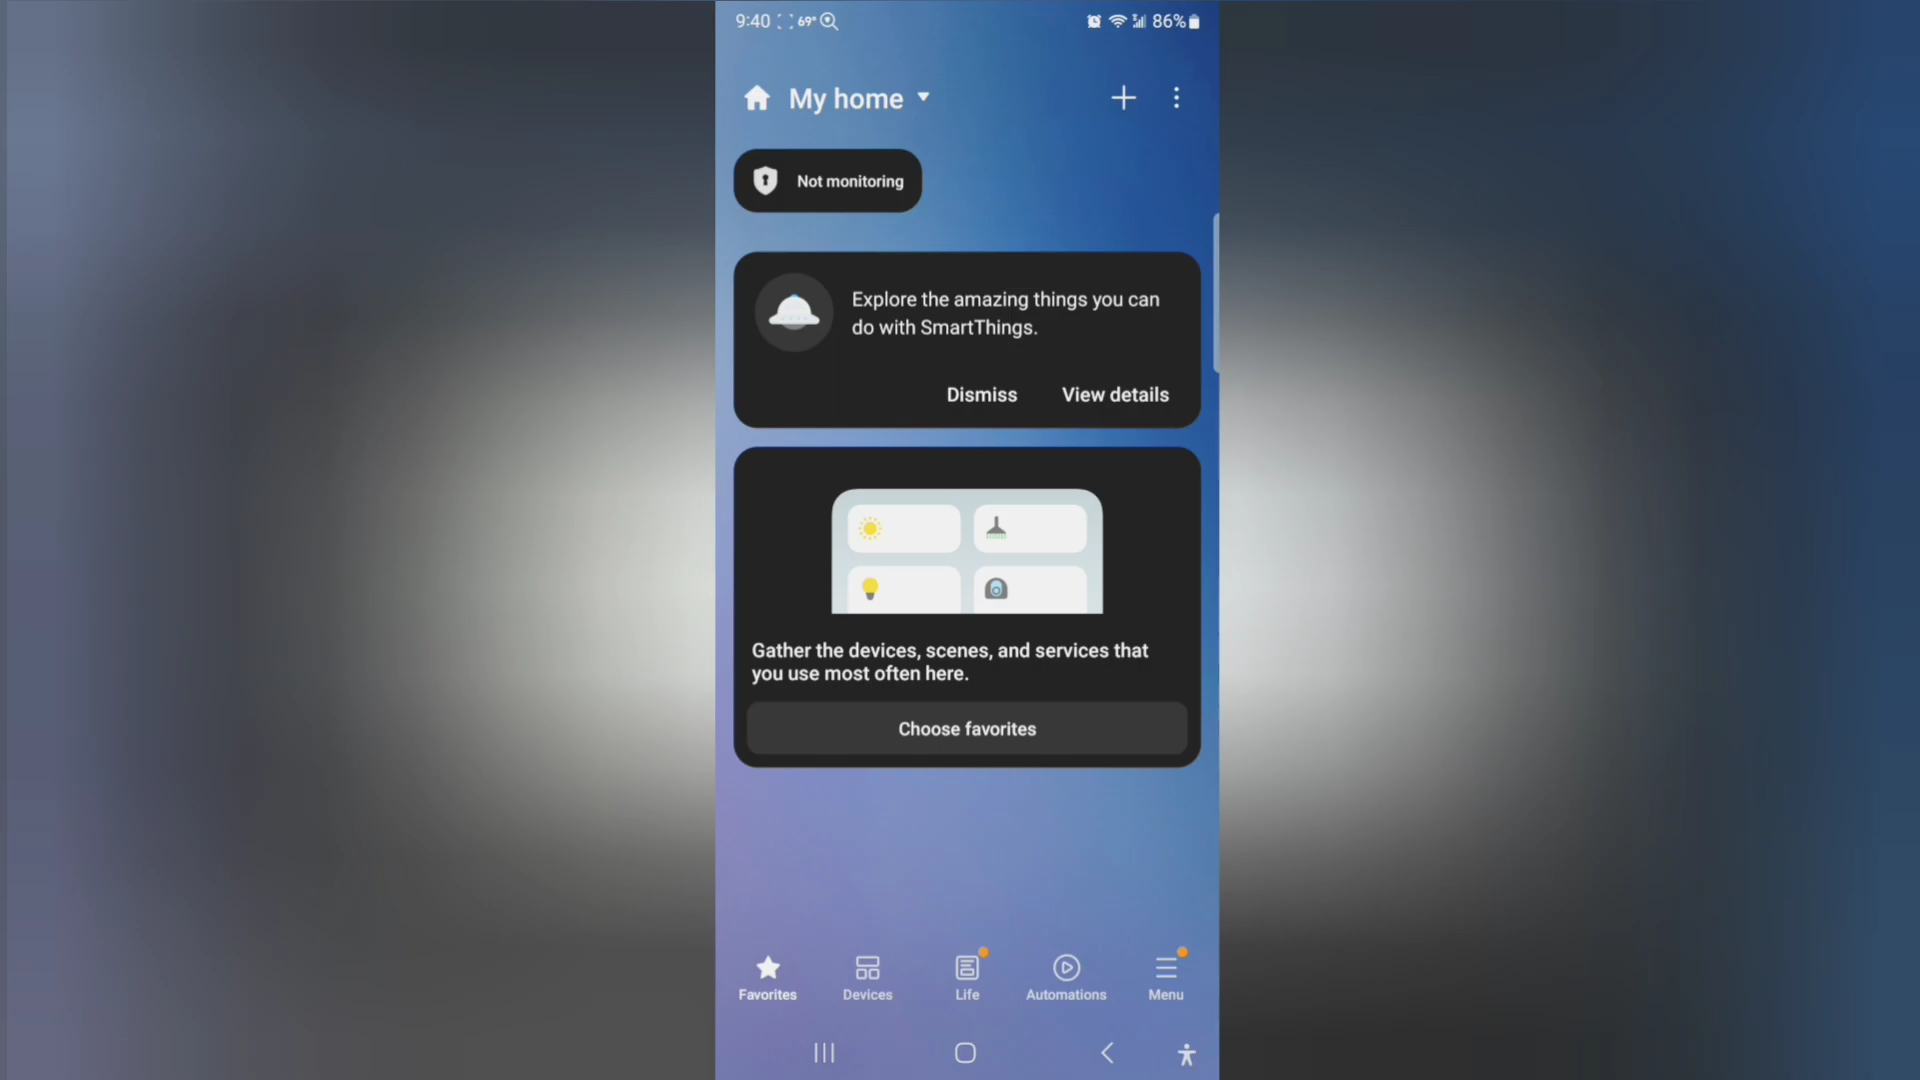 9:40 69° 86%
My home
Not monitoring
Explore the amazing things you can
do with SmartThings.
Dismiss View details
Gather the devices, scenes, and services that
you use most often here.
Choose favorites
Favorites Devices Life Automations Menu